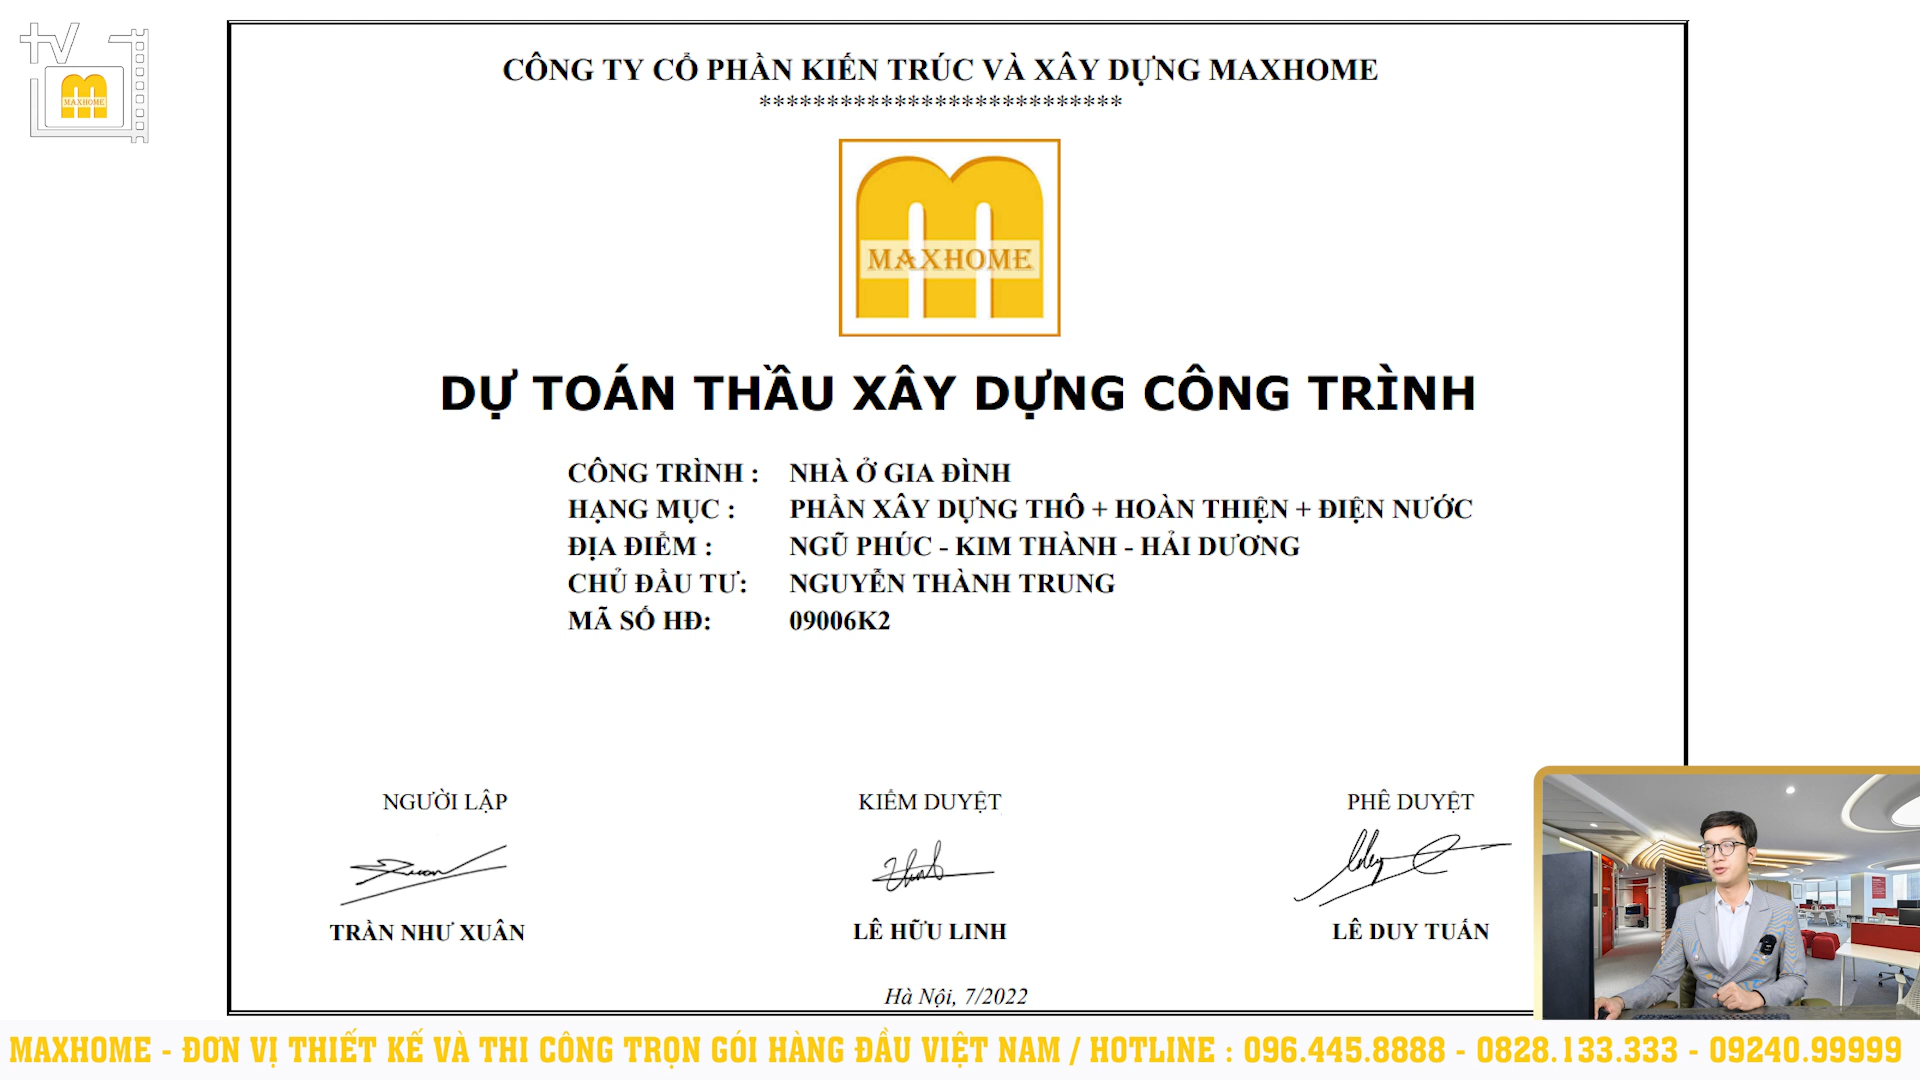 tv
MAXHOME
CÔNG TY CỔ PHẦN KIẾN TRÚC VÀ XÂY DỰNG MAXHOME
***************************
MAXHOME
DỰ TOÁN THẦU XÂY DỰNG CÔNG TRÌNH
CÔNG TRÌNH : NHÀ Ở GIA ĐÌNH
HẠNG MỤC : PHẦN XÂY DỰNG THÔ + HOÀN THIỆN + ĐIỆN NƯỚC
ĐỊA ĐIỂM : NGŨ PHÚC - KIM THÀNH - HẢI DƯƠNG
CHỦ ĐẦU TƯ: NGUYỄN THÀNH TRUNG
MÃ SỐ HĐ: 09006K2
NGƯỜI LẬP KIỂM DUYỆT PHÊ DUYỆT
TRẦN NHƯ XUÂN LÊ HỮU LINH LÊ DUY TUẤN
Hà Nội, 7/2022
MAXHOME - ĐƠN VỊ THIẾT KẾ VÀ THI CÔNG TRỌN GÓI HÀNG ĐẦU VIỆT NAM / HOTLINE : 096.445.8888 - 0828.133.333 - 09240.99999